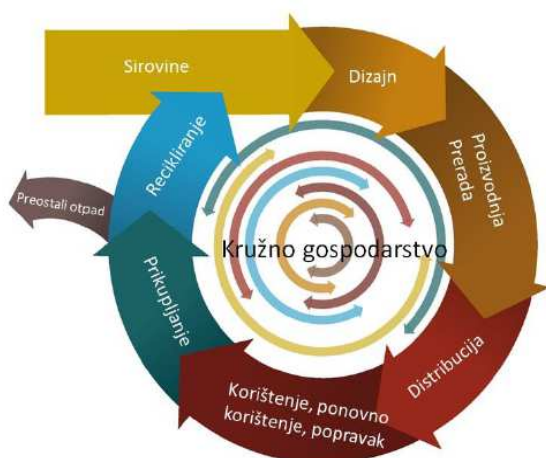 Sirovine
Dizajn
Proizvodnja
Prerada
Distribucija
Korištenje, ponovno
korištenje, popravak
Prikupljanje
Preostali otpad
Recikliranje
Kružno gospodarstvo